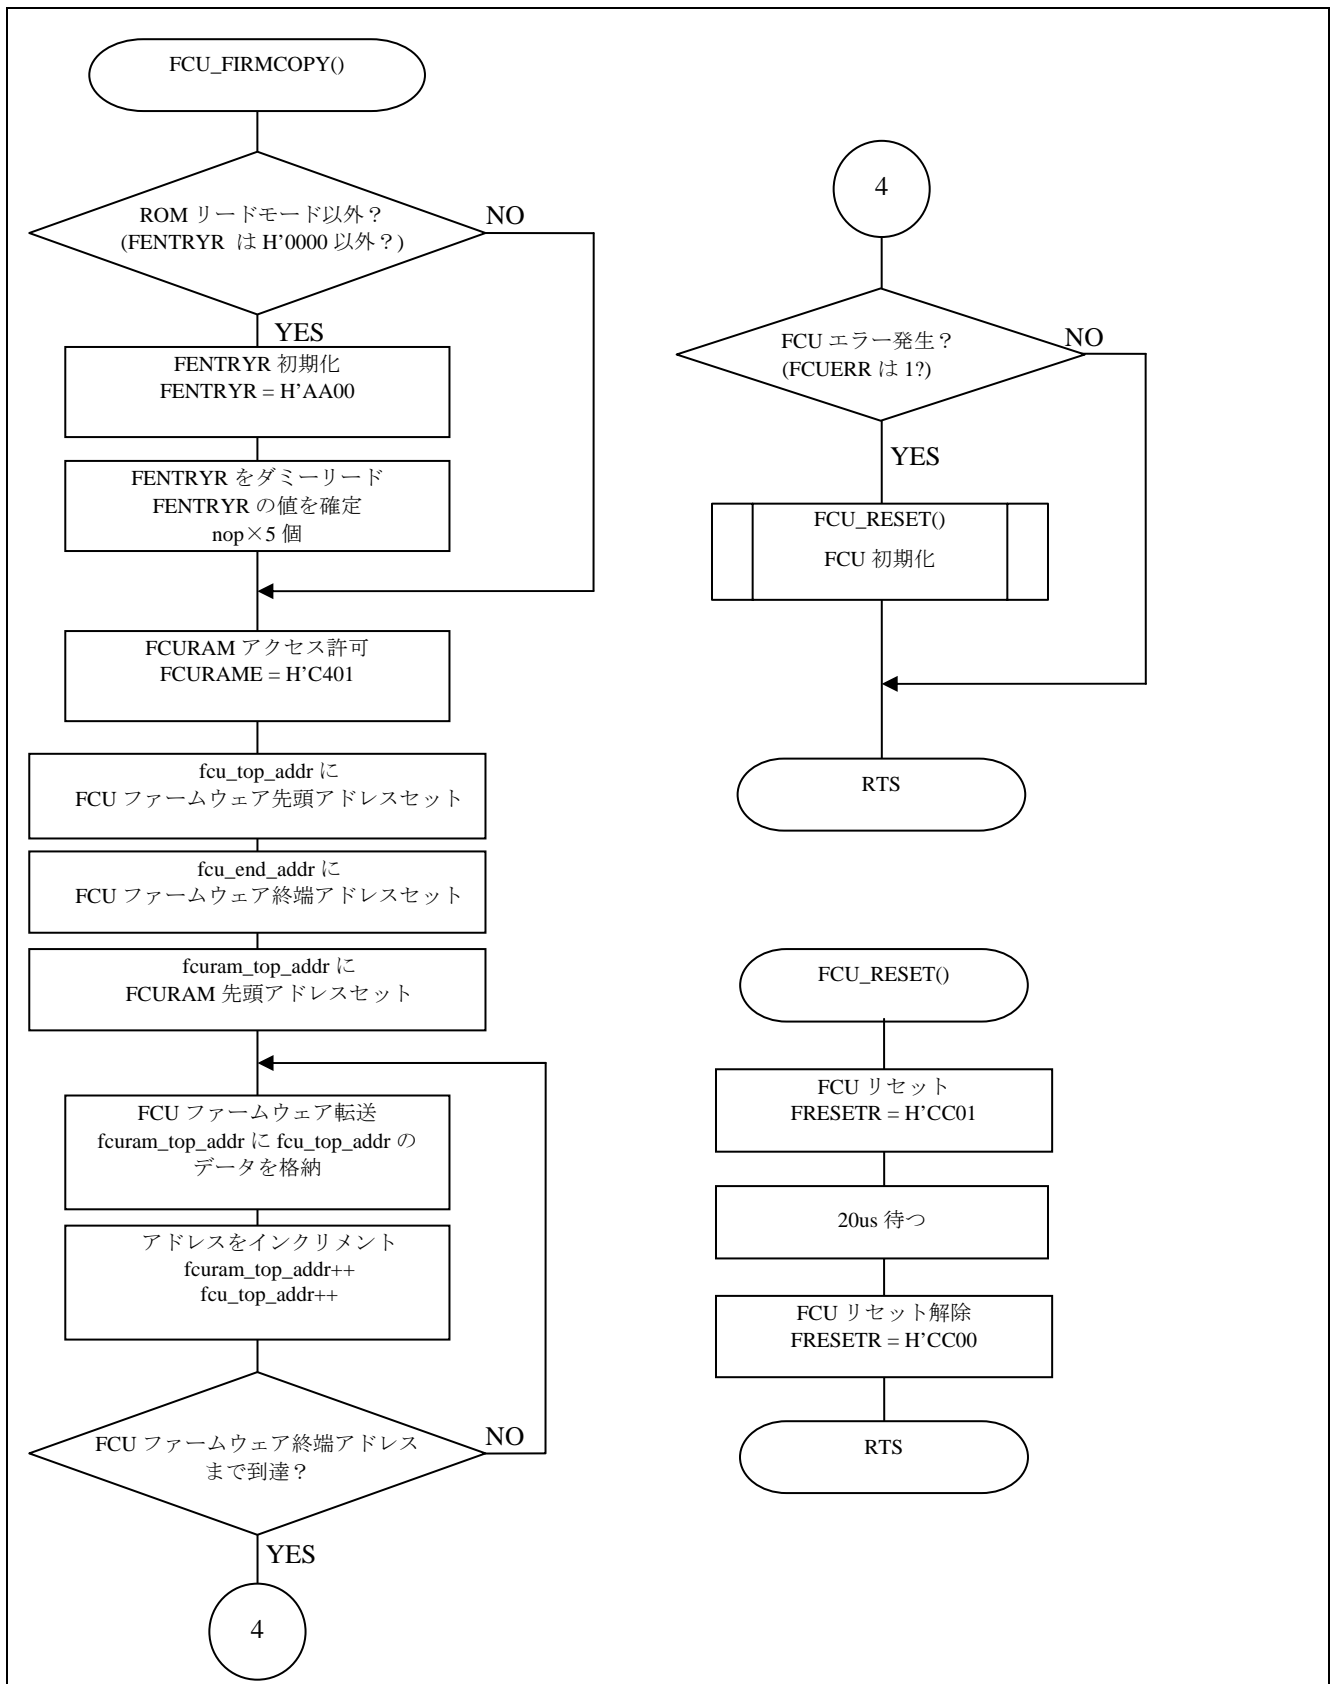 FCU_FIRMCOPY()
ROM リードモード以外？
(FENTRYR は H'0000 以外？)
NO
YES
FENTRYR 初期化
FENTRYR = H'AA00
FENTRYR をダミーリード
FENTRYR の値を確定
nop×5 個
FCURAM アクセス許可
FCURAME = H'C401
fcu_top_addr に
FCU ファームウェア先頭アドレスセット
fcu_end_addr に
FCU ファームウェア終端アドレスセット
fcuram_top_addr に
FCURAM 先頭アドレスセット
FCU ファームウェア転送
fcuram_top_addr に fcu_top_addr の
データを格納
アドレスをインクリメント
fcuram_top_addr++
fcu_top_addr++
FCU ファームウェア終端アドレス
まで到達？
NO
YES
4
4
FCU エラー発生？
(FCUERR は 1?)
NO
YES
FCU_RESET()
FCU 初期化
RTS
FCU_RESET()
FCU リセット
FRESETR = H'CC01
20us 待つ
FCU リセット解除
FRESETR = H'CC00
RTS